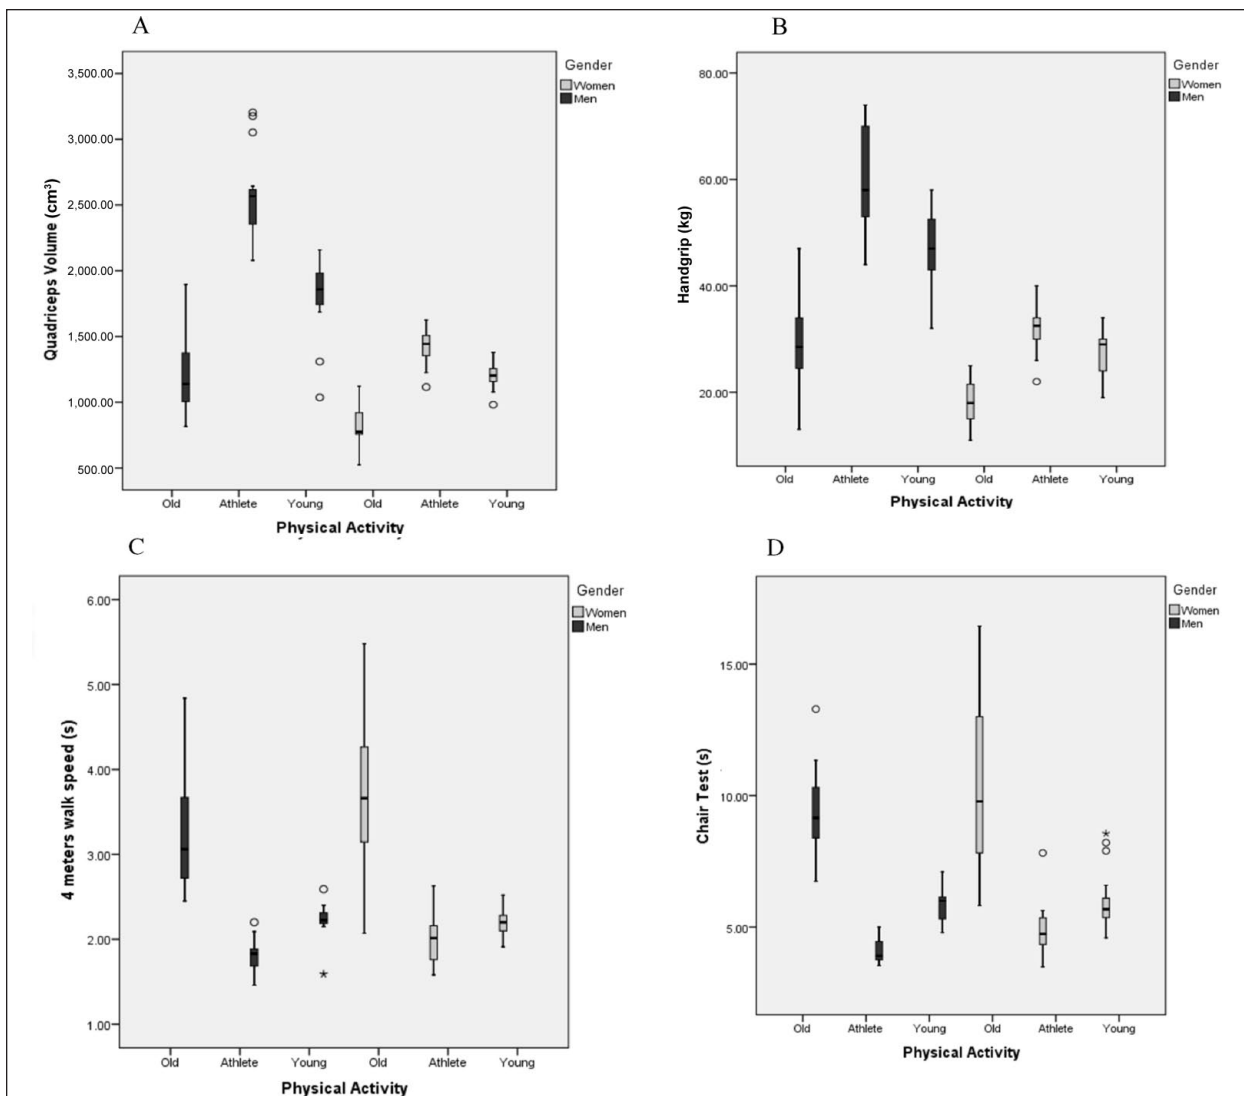 A
Gender
Women
Men
3,500.00
3,000.00
2,500.00
2,000.00
1,500.00
1,000.00
500.00
Quadriceps Volume (cm³)
Old Athlete Young Old Athlete Young
Physical Activity
B
Gender
Women
Men
80.00
60.00
40.00
20.00
Handgrip (kg)
Old Athlete Young Old Athlete Young
Physical Activity
C
Gender
Women
Men
6.00
5.00
4.00
3.00
2.00
1.00
4 meters walk speed (s)
Old Athlete Young Old Athlete Young
Physical Activity
D
Gender
Women
Men
15.00
10.00
5.00
Chair Test (s)
Old Athlete Young Old Athlete Young
Physical Activity